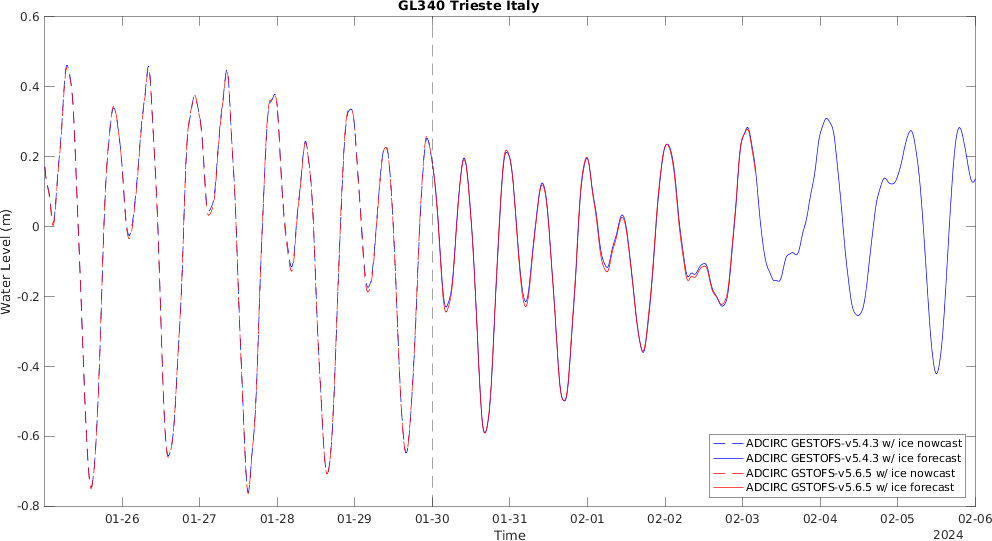 GL340 Trieste Italy
0.6
0.4
0.2
0
-0.2
-0.4
-0.6
-0.8
Water Level (m)
01-26 01-27 01-28 01-29 01-30 01-31 02-01 02-02 02-03 02-04 02-05 02-06
Time
2024
ADCIRC GESTOFS-v5.4.3 w/ ice nowcast
ADCIRC GESTOFS-v5.4.3 w/ ice forecast
ADCIRC GSTOFS-v5.6.5 w/ ice nowcast
ADCIRC GSTOFS-v5.6.5 w/ ice forecast